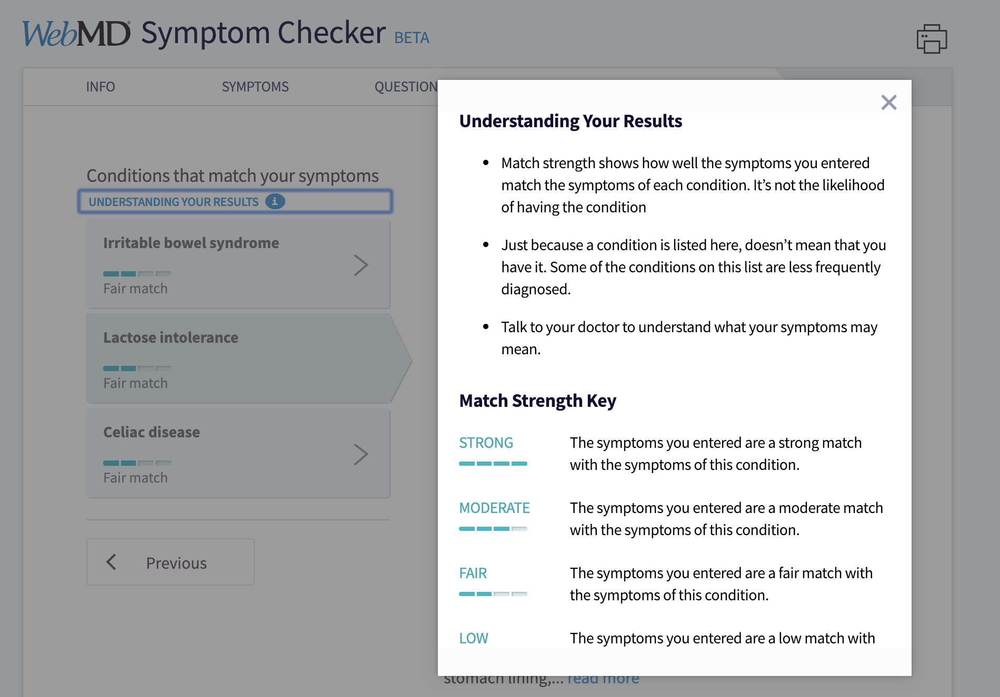 WebMD® Symptom Checker BETA
INFO
SYMPTOMS
QUESTION
Conditions that match your symptoms
UNDERSTANDING YOUR RESULTS i
Irritable bowel syndrome
Fair match
Lactose intolerance
Fair match
Celiac disease
Fair match
Previous
Understanding Your Results
• Match strength shows how well the symptoms you entered
match the symptoms of each condition. It’s not the likelihood
of having the condition
• Just because a condition is listed here, doesn’t mean that you
have it. Some of the conditions on this list are less frequently
diagnosed.
• Talk to your doctor to understand what your symptoms may
mean.
Match Strength Key
STRONG
The symptoms you entered are a strong match
with the symptoms of this condition.
MODERATE
The symptoms you entered are a moderate match
with the symptoms of this condition.
FAIR
The symptoms you entered are a fair match with
the symptoms of this condition.
LOW
The symptoms you entered are a low match with
stomach lining,... read more